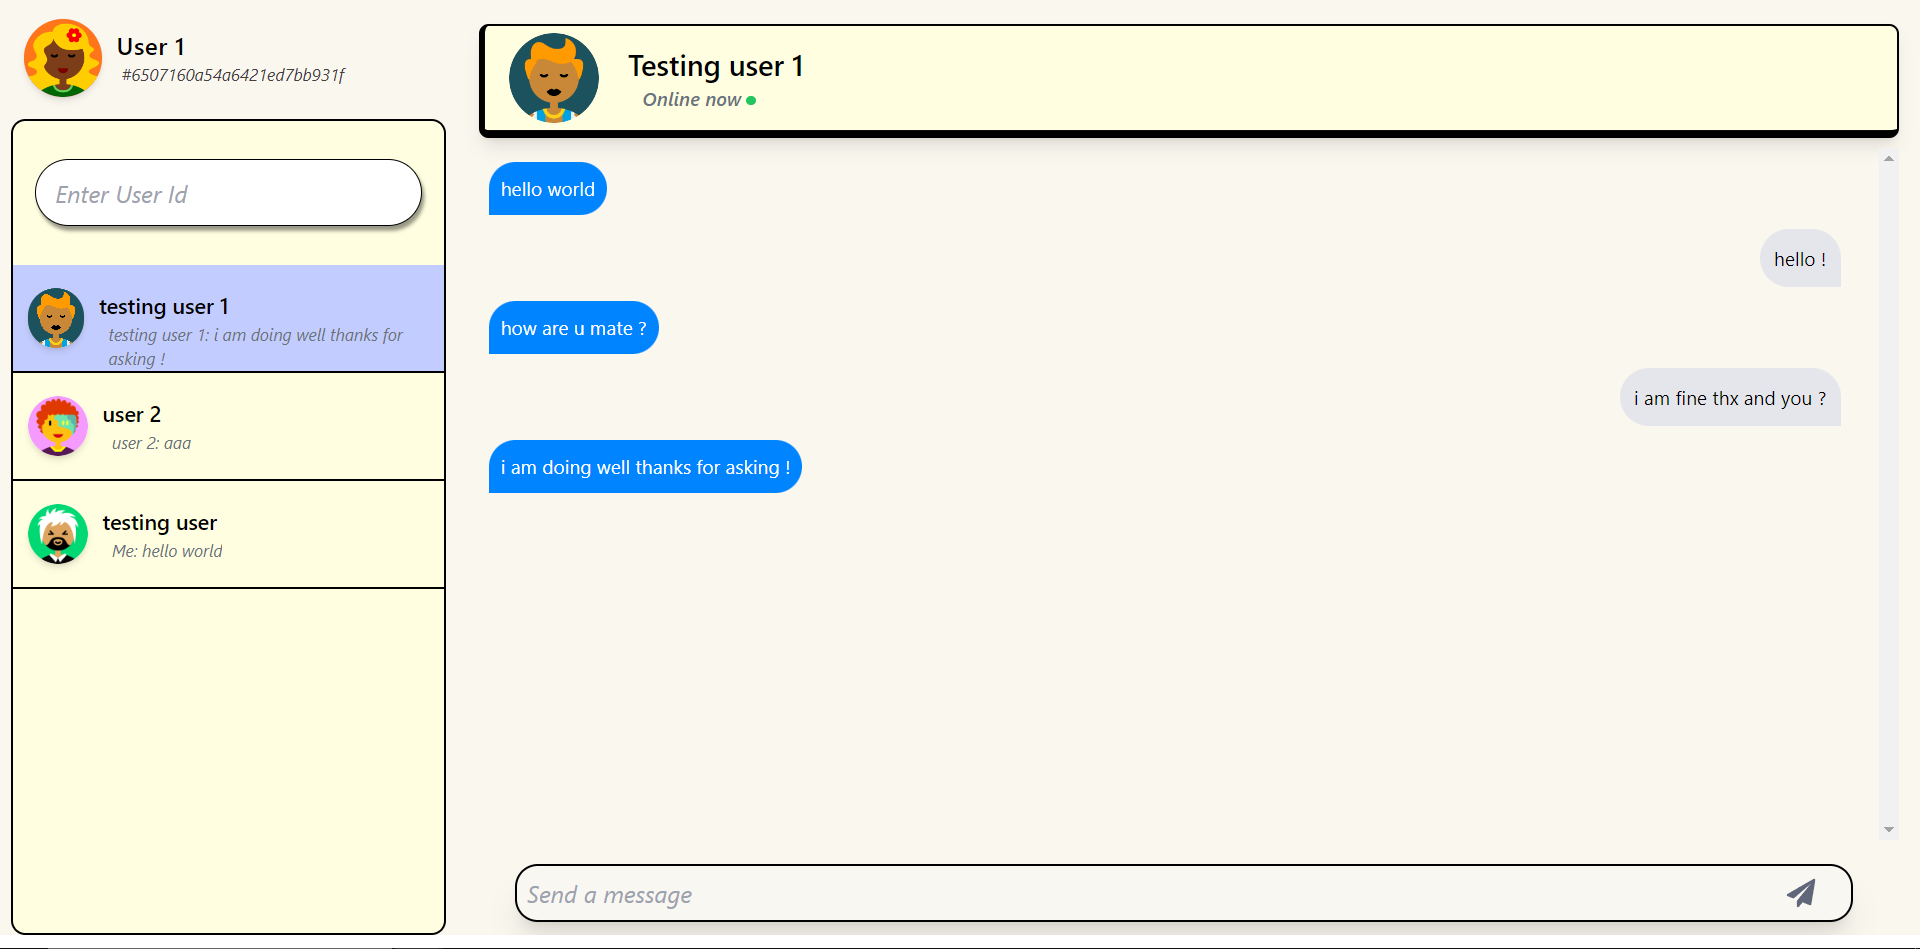 User 1
#6507160a54a6421ed7bb931f
Enter User Id
testing user 1
testing user 1: i am doing well thanks for
asking !
user 2
user 2: aaa
testing user
Me: hello world
Testing user 1
Online now
hello world
hello !
how are u mate ?
i am fine thx and you ?
i am doing well thanks for asking !
Send a message